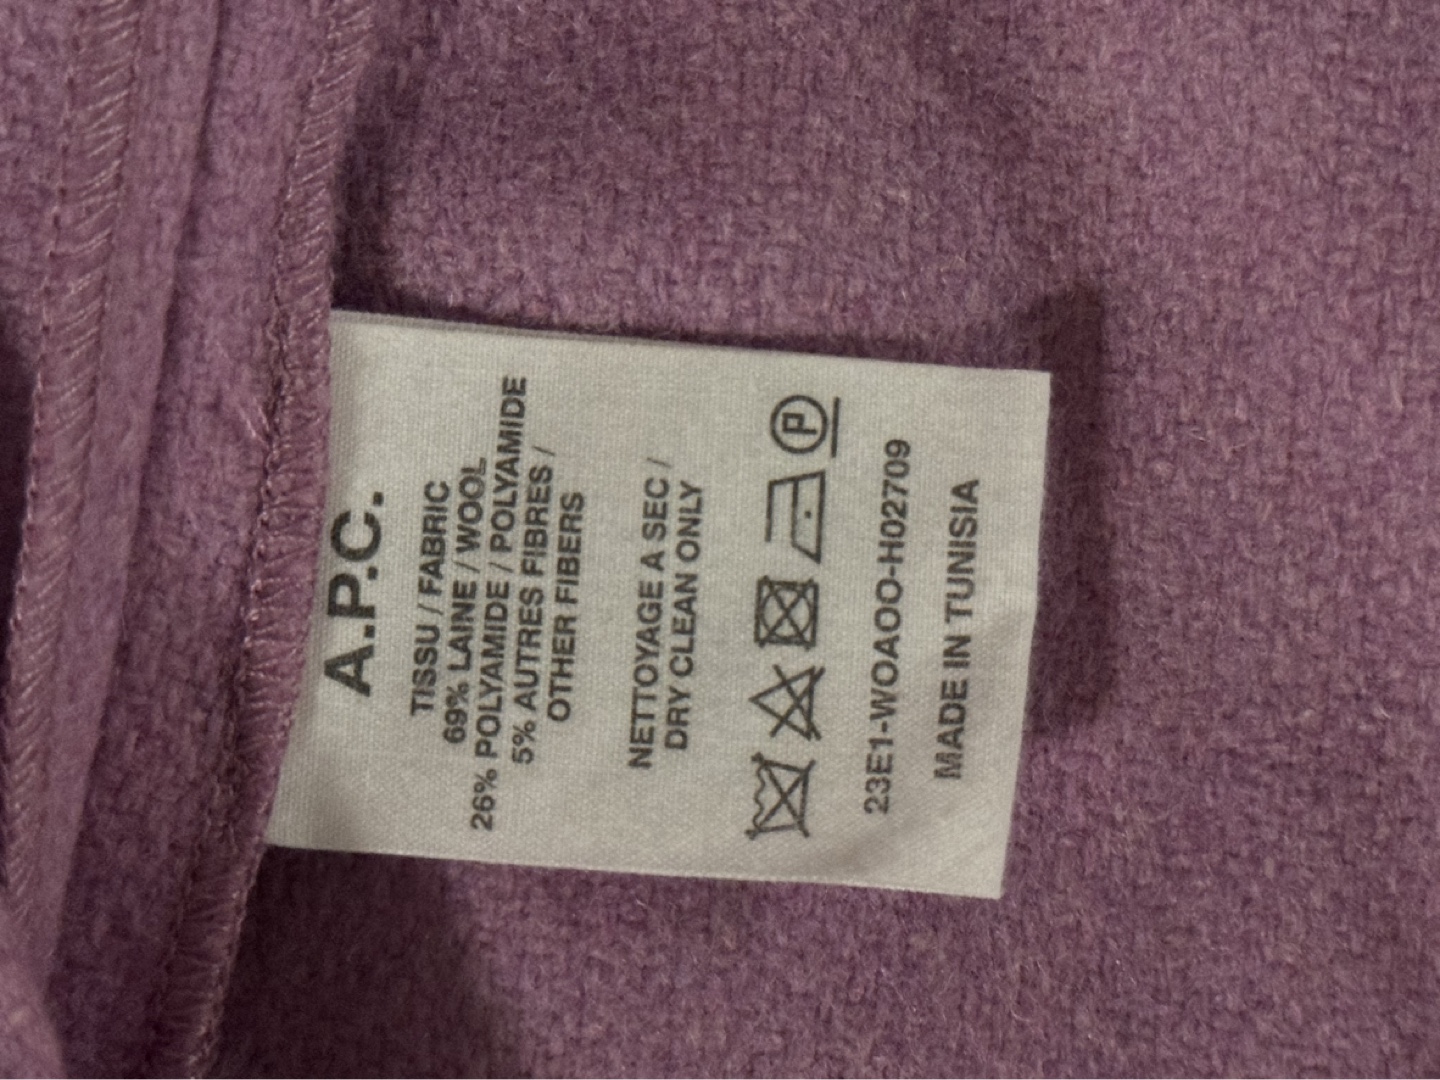 A.P.C.
TISSU / FABRIC
69% LAINE / WOOL
26% POLYAMIDE / POLYAMIDE
5% AUTRES FIBRES /
OTHER FIBERS
NETTOYAGE A SEC /
DRY CLEAN ONLY
P
23E1-WOAOO-H02709
MADE IN TUNISIA